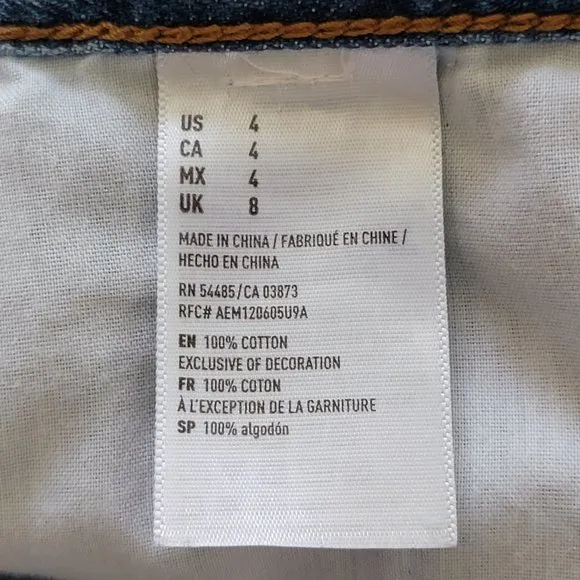 US 4
CA 4
MX 4
UK 8
MADE IN CHINA / FABRIQUÉ EN CHINE /
HECHO EN CHINA
RN 54485/CA 03873
RFC# AEM120605U9A
EN 100% COTTON
EXCLUSIVE OF DECORATION
FR 100% COTON
À L'EXCEPTION DE LA GARNITURE
SP 100% algodón